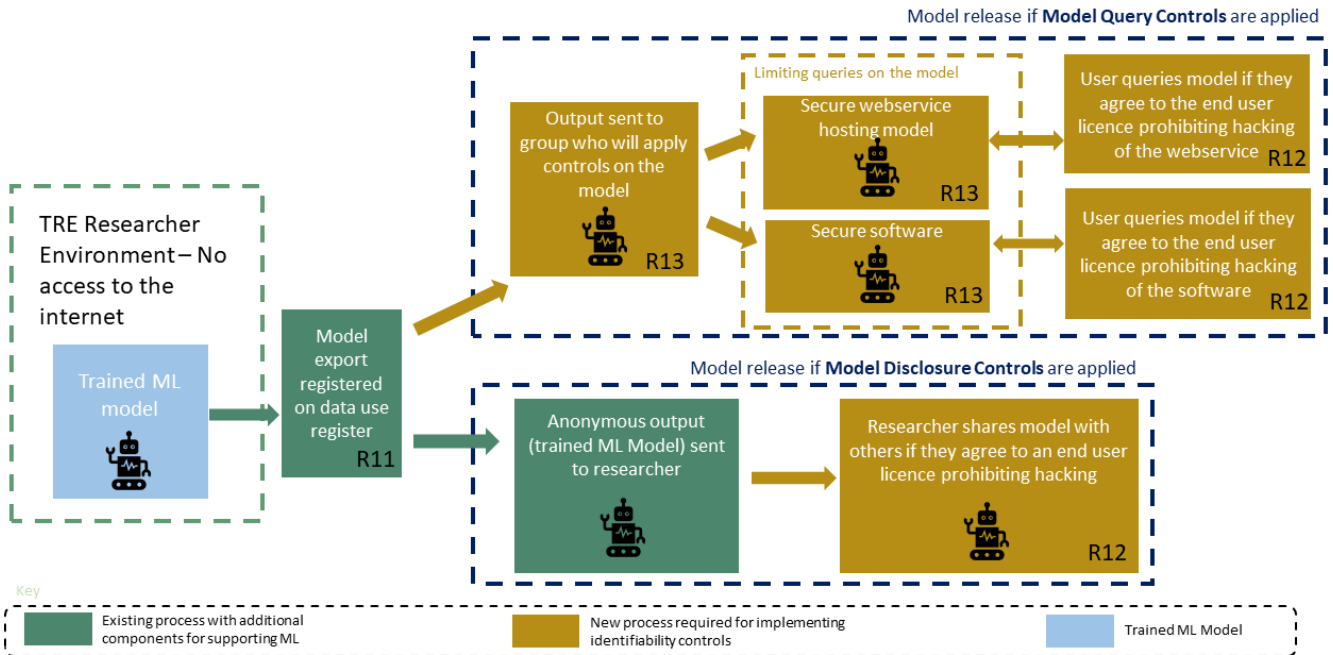 Model release if Model Query Controls are applied
Limiting queries on the model
Output sent to
group who will apply
controls on the
model
R13
Secure webservice
hosting model
R13
User queries model if they
agree to the end user
licence prohibiting hacking
of the webservice
R12
Secure software
R13
User queries model if they
agree to the end user
licence prohibiting hacking
of the software
R12
TRE Researcher
Environment – No
access to the
internet
Trained ML
model
Model
export
registered
on data use
register
R11
Model release if Model Disclosure Controls are applied
Anonymous output
(trained ML Model) sent
to researcher
Researcher shares model with
others if they agree to an end user
licence prohibiting hacking
R12
Key
Existing process with additional
components for supporting ML
New process required for implementing
identifiability controls
Trained ML Model